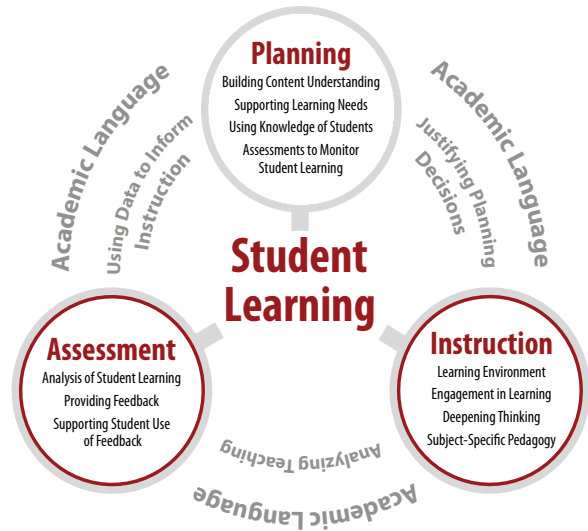 Planning
Building Content Understanding
Supporting Learning Needs
Using Knowledge of Students
Assessments to Monitor
Student Learning
Academic Language
Using Data to Inform
Instruction
Academic Language
Justifying Planning
Decisions
Student
Learning
Assessment
Analysis of Student Learning
Providing Feedback
Supporting Student Use
of Feedback
Instruction
Learning Environment
Engagement in Learning
Deepening Thinking
Subject-Specific Pedagogy
Analyzing Teaching
Academic Language